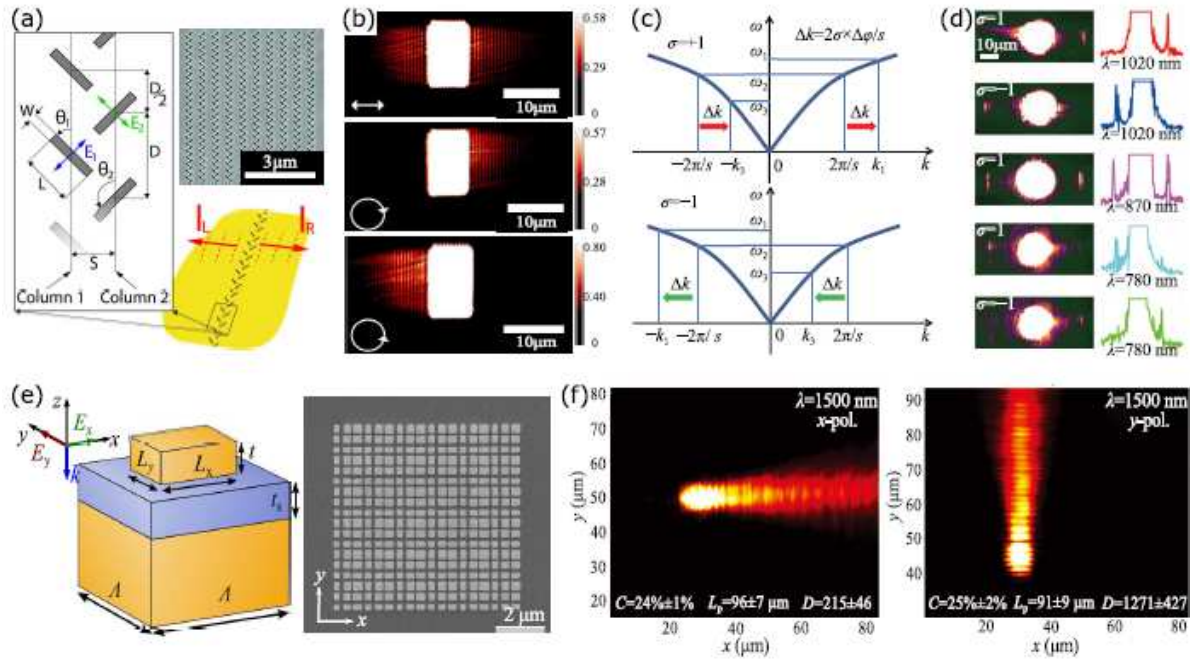 (a)
W
θ1
D/2
E2
E1
D
L
θ2
S
Column 1
Column 2
3μm
IL
IR
(b)
0.58
0.29
0
10μm
0.57
0.28
0
10μm
0.80
0.40
0
10μm
(c)
σ=+1
ω
Δk=2σ×Δφ/s
ω1
ω2
ω3
Δk
Δk
−2π/s
−k3
0
2π/s
k1
k
σ=−1
ω
ω1
ω2
ω3
Δk
Δk
−k1
−2π/s
0
k3
2π/s
k
(d)
σ=1
10μm
λ=1020 nm
σ=−1
λ=1020 nm
σ=1
λ=870 nm
σ=1
λ=780 nm
σ=−1
λ=780 nm
(e)
z
Ex
y
x
Ey
k
Ly
Lx
t
ts
Λ
Λ
y
x
2 μm
(f)
80
70
60
50
40
30
20
y (μm)
λ=1500 nm
x-pol.
C=24%±1% Lp=96±7 μm D=215±46
20 40 60 80
x (μm)
90
80
70
60
50
40
y (μm)
λ=1500 nm
y-pol.
C=25%±2% Lp=91±9 μm D=1271±427
20 40 60 80
x (μm)